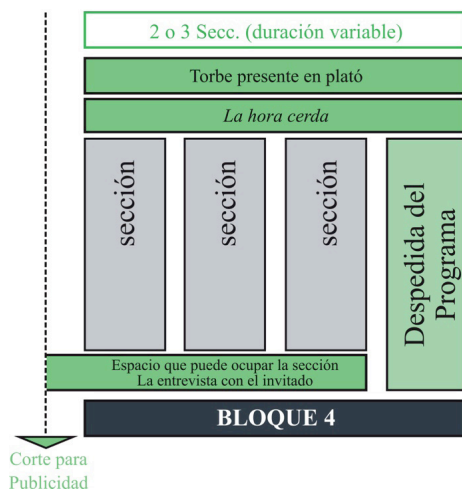 2 o 3 Secc. (duración variable)
Torbe presente en plató
La hora cerda
sección
sección
sección
Despedida del
Programa
Espacio que puede ocupar la sección
La entrevista con el invitado
BLOQUE 4
Corte para
Publicidad